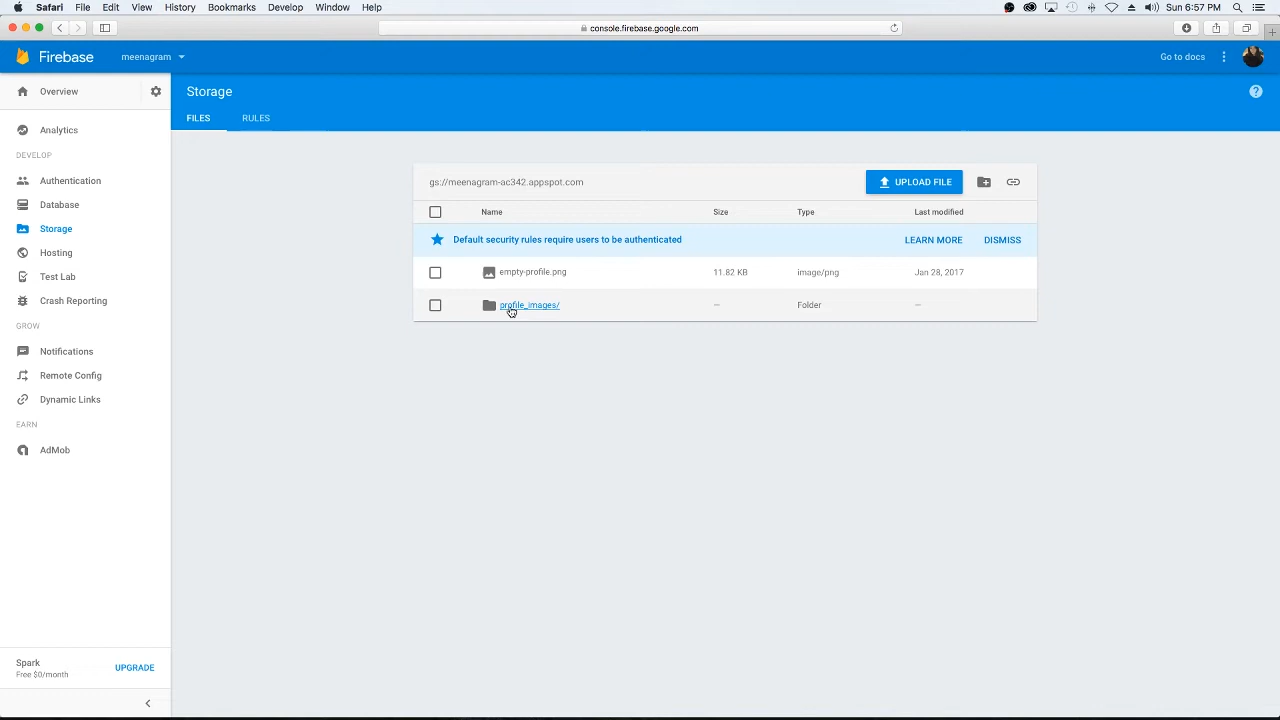 Safari File Edit View History Bookmarks Develop Window Help Sun 6:57 PM
console.firebase.google.com
Firebase meenagram Go to docs
Overview
Analytics
DEVELOP
Authentication
Database
Storage
Hosting
Test Lab
Crash Reporting
GROW
Notifications
Remote Config
Dynamic Links
EARN
AdMob
Spark
Free $0/month
UPGRADE
Storage
FILES RULES
gs://meenagram-ac342.appspot.com UPLOAD FILE
Name Size Type Last modified
Default security rules require users to be authenticated LEARN MORE DISMISS
empty-profile.png 11.82 KB image/png Jan 28, 2017
profile_images/ — Folder —